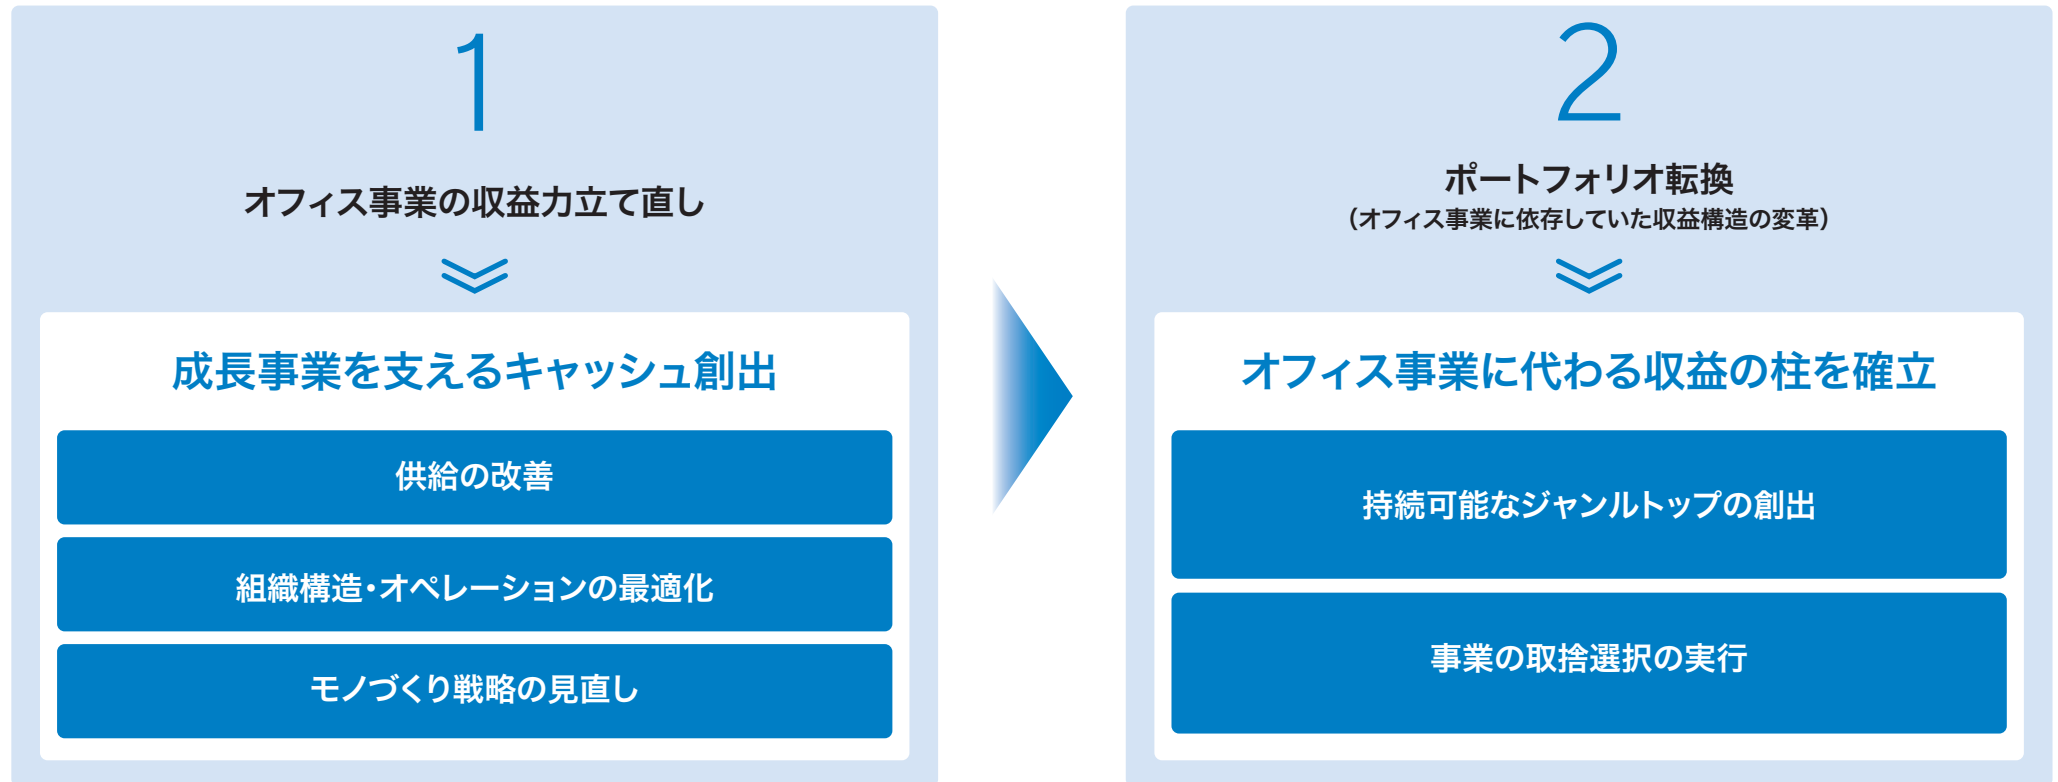 1
オフィス事業の収益力立て直し
成長事業を支えるキャッシュ創出
供給の改善
組織構造・オペレーションの最適化
モノづくり戦略の見直し
2
ポートフォリオ転換
（オフィス事業に依存していた収益構造の変革）
オフィス事業に代わる収益の柱を確立
持続可能なジャンルトップの創出
事業の取捨選択の実行